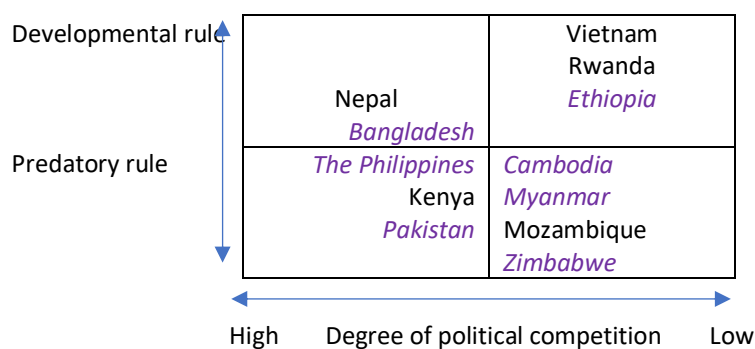 Developmental rule
Vietnam
Rwanda
Nepal
Ethiopia
Bangladesh
Predatory rule
The Philippines
Cambodia
Kenya
Myanmar
Pakistan
Mozambique
Zimbabwe
High Degree of political competition Low